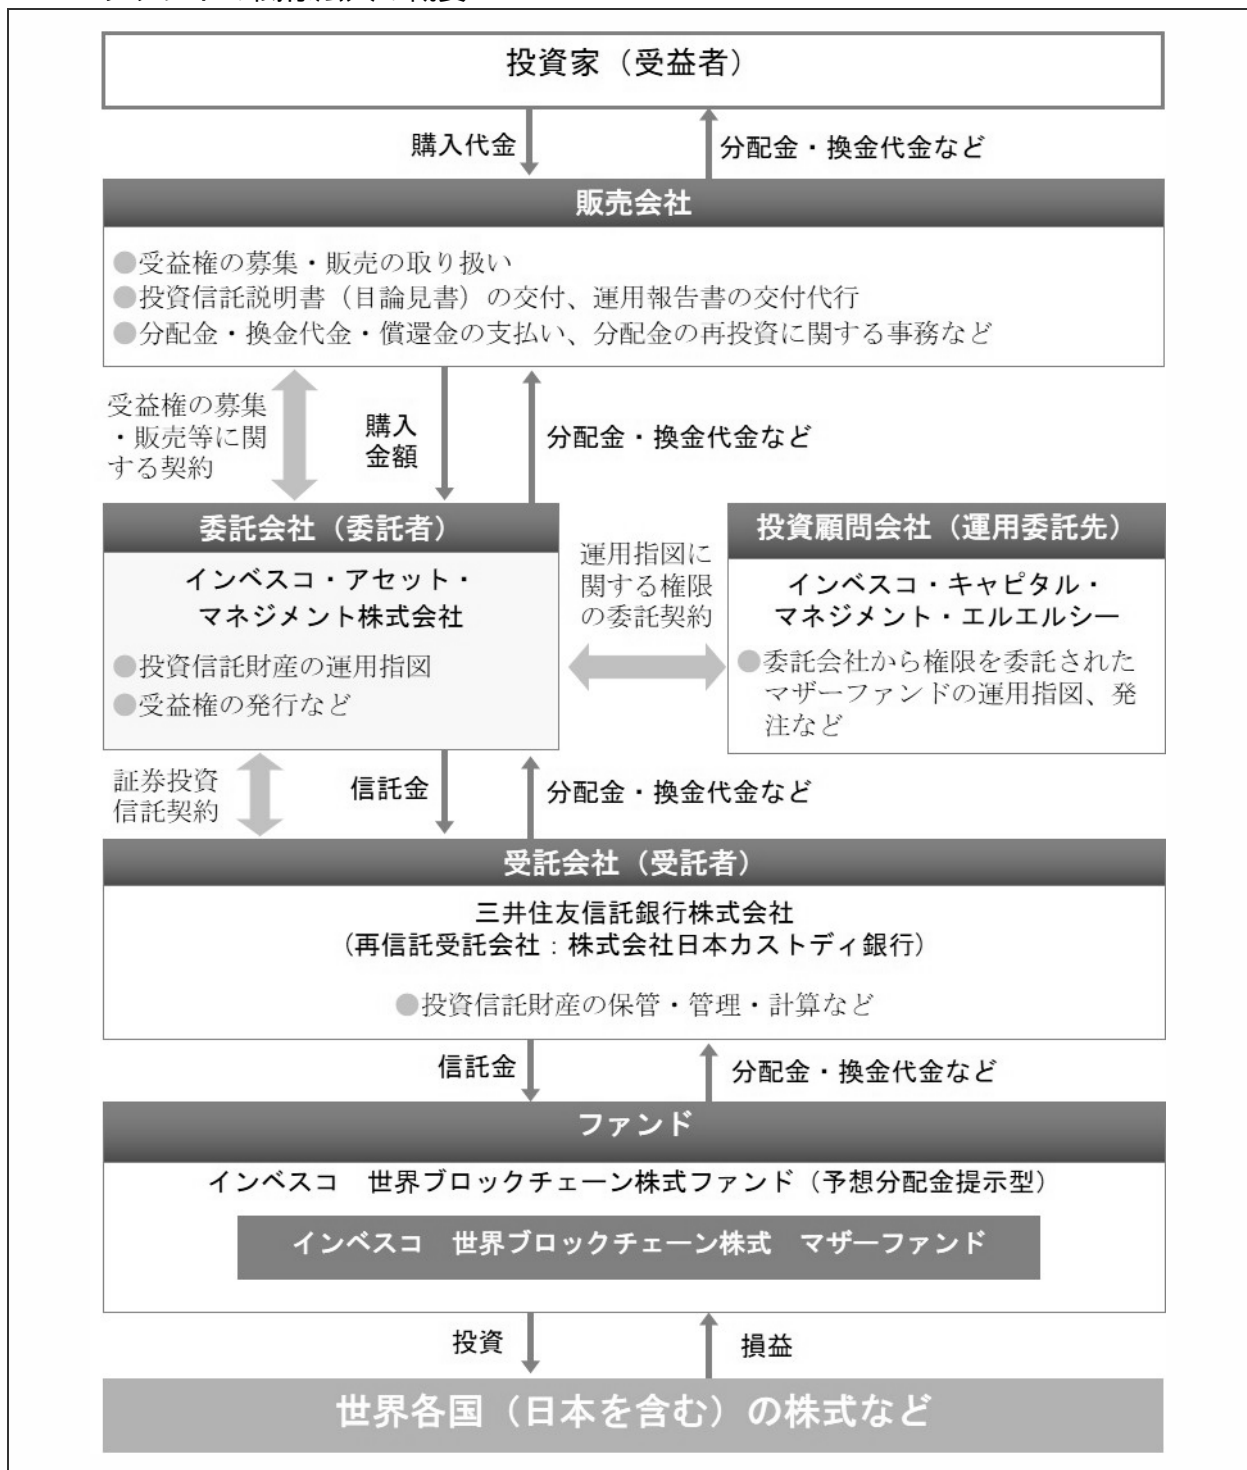 投資家（受益者）
購入代金
分配金・換金代金など
販売会社
●受益権の募集・販売の取り扱い
●投資信託説明書（目論見書）の交付、運用報告書の交付代行
●分配金・換金代金・償還金の支払い、分配金の再投資に関する事務など
受益権の募集
・販売等に関
する契約
購入
金額
分配金・換金代金など
委託会社（委託者）
インベスコ・アセット・
マネジメント株式会社
●投資信託財産の運用指図
●受益権の発行など
運用指図に
関する権限
の委託契約
投資顧問会社（運用委託先）
インベスコ・キャピタル・
マネジメント・エルエルシー
●委託会社から権限を委託された
マザーファンドの運用指図、発
注など
証券投資
信託契約
信託金
分配金・換金代金など
受託会社（受託者）
三井住友信託銀行株式会社
（再信託受託会社：株式会社日本カストディ銀行）
●投資信託財産の保管・管理・計算など
信託金
分配金・換金代金など
ファンド
インベスコ　世界ブロックチェーン株式ファンド（予想分配金提示型）
インベスコ　世界ブロックチェーン株式　マザーファンド
投資
損益
世界各国（日本を含む）の株式など